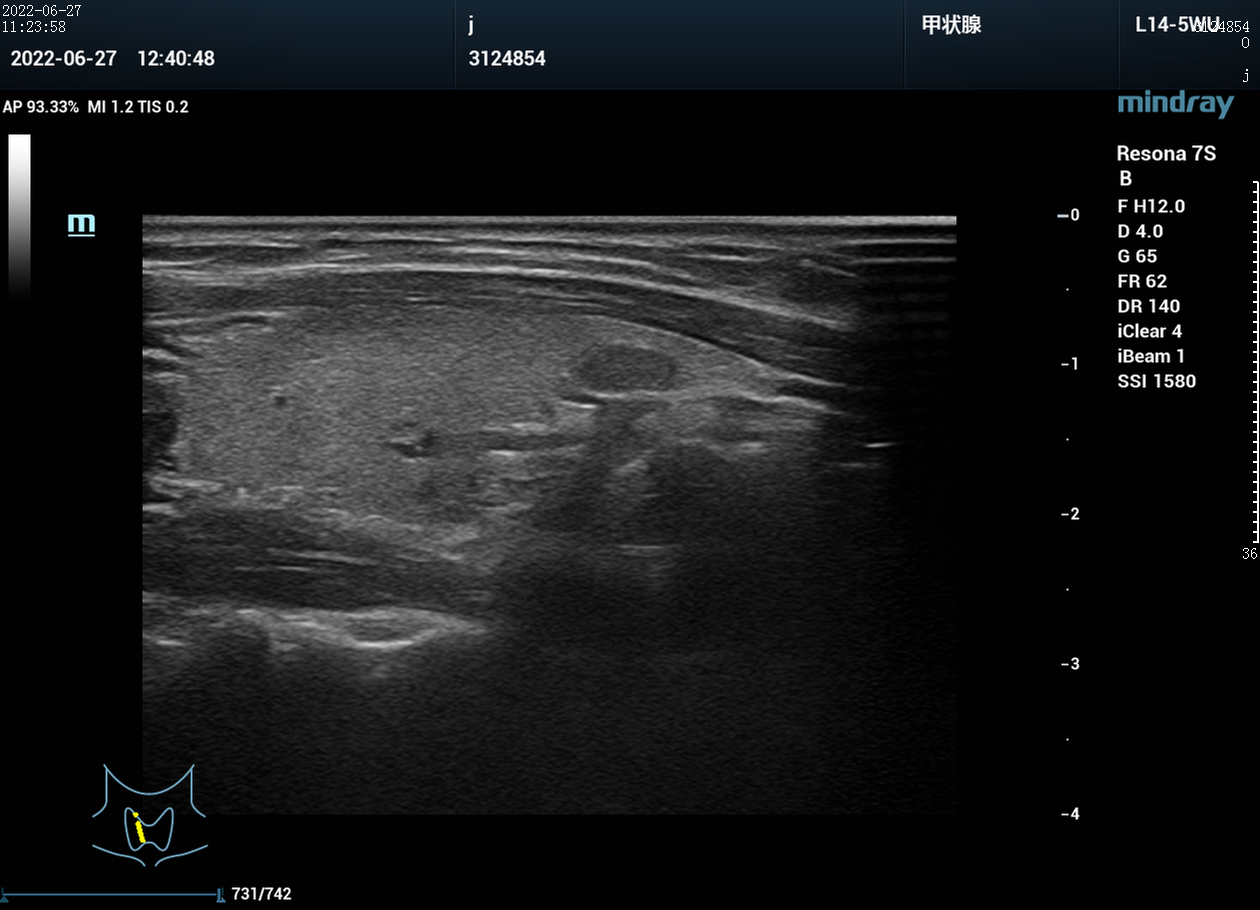 2022-06-27
11:23:58
2022-06-27 12:40:48
j
3124854
甲状腺
L14-5WU
3124854
0
j
AP 93.33% MI 1.2 TIS 0.2
mindray
Resona 7S
B
F H12.0
D 4.0
G 65
FR 62
DR 140
iClear 4
iBeam 1
SSI 1580
m
0
-1
-2
-3
-4
36
731/742